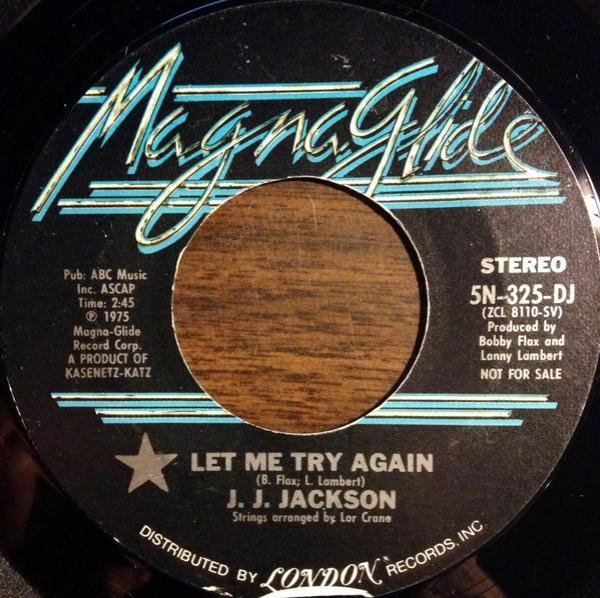 MagnaGlide
Pub: ABC Music
Inc. ASCAP
Time: 2:45
℗ 1975
Magna-Glide
Record Corp.
A PRODUCT OF
KASENETZ-KATZ
STEREO
5N-325-DJ
(ZCL 8110-SV)
Produced by
Bobby Flax and
Lanny Lambert
NOT FOR SALE
LET ME TRY AGAIN
(B. Flax; L. Lambert)
J. J. JACKSON
Strings arranged by Lor Crane
DISTRIBUTED BY LONDON RECORDS, INC.